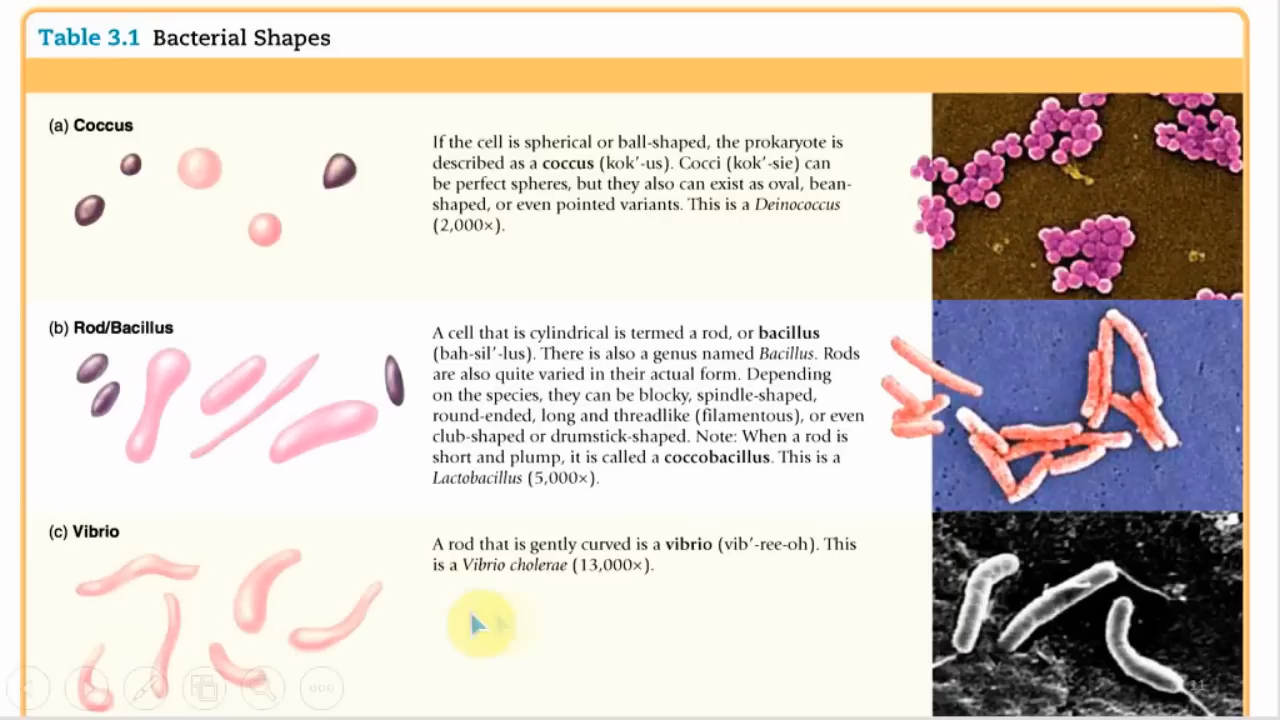 Table 3.1 Bacterial Shapes
(a) Coccus
If the cell is spherical or ball-shaped, the prokaryote is
described as a coccus (kok′-us). Cocci (kok′-sie) can
be perfect spheres, but they also can exist as oval, bean-
shaped, or even pointed variants. This is a Deinococcus
(2,000×).
(b) Rod/Bacillus
A cell that is cylindrical is termed a rod, or bacillus
(bah-sil′-lus). There is also a genus named Bacillus. Rods
are also quite varied in their actual form. Depending
on the species, they can be blocky, spindle-shaped,
round-ended, long and threadlike (filamentous), or even
club-shaped or drumstick-shaped. Note: When a rod is
short and plump, it is called a coccobacillus. This is a
Lactobacillus (5,000×).
(c) Vibrio
A rod that is gently curved is a vibrio (vib′-ree-oh). This
is a Vibrio cholerae (13,000×).
11